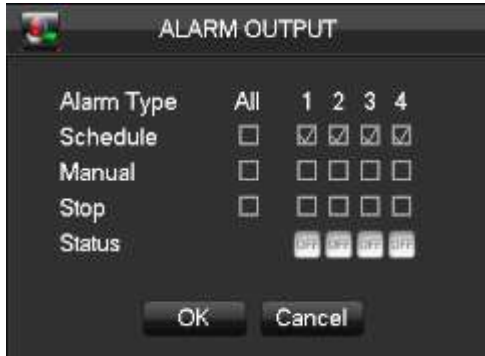 ALARM OUTPUT
Alarm Type All 1 2 3 4
Schedule
Manual
Stop
Status OFF OFF OFF OFF
OK Cancel